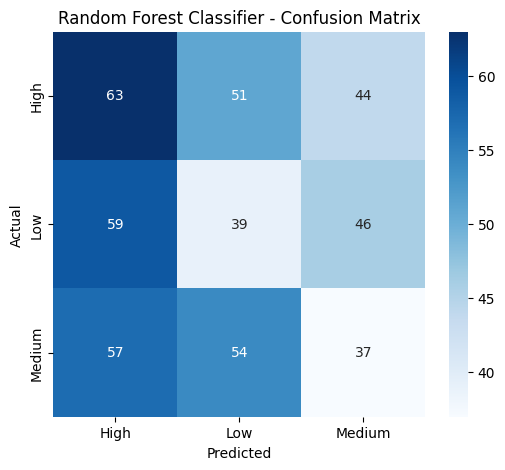 Random Forest Classifier - Confusion Matrix
High
63
51
44
60
55
Actual
Low
59
39
46
50
45
Medium
57
54
37
40
High
Low
Medium
Predicted